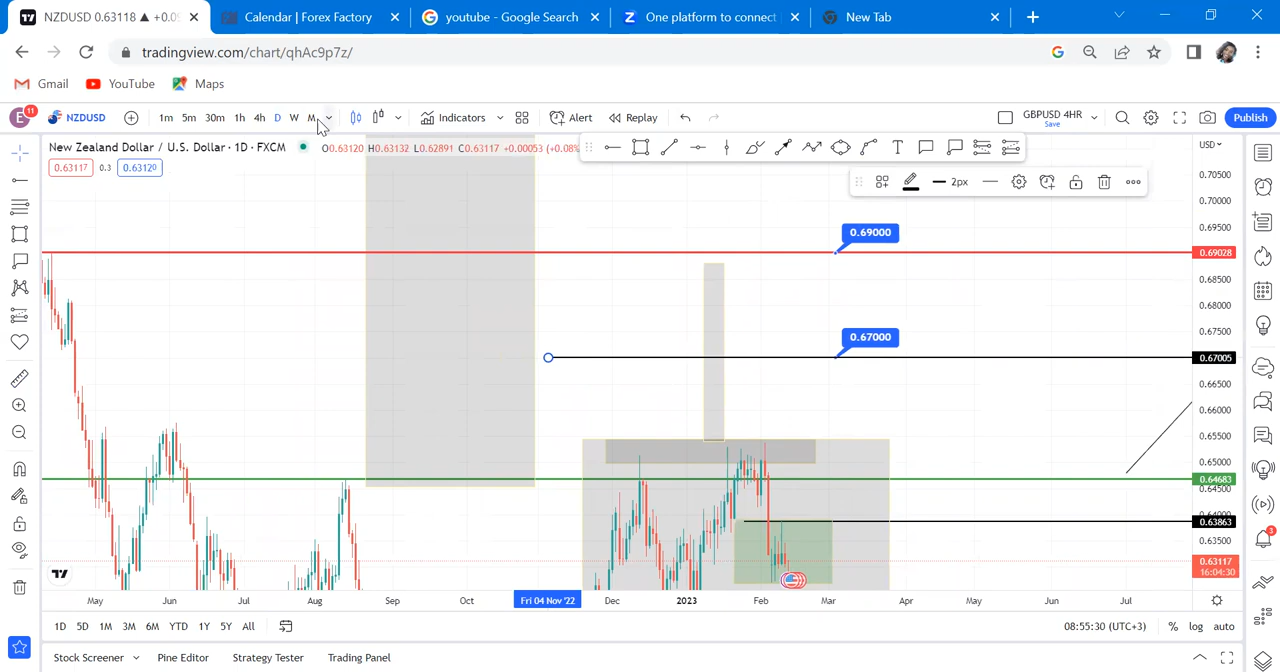 NZDUSD 0.63118 ▲ +0.0
Calendar | Forex Factory
youtube - Google Search
One platform to connect
New Tab
tradingview.com/chart/qhAc9p7z/
Gmail
YouTube
Maps
E
11
NZDUSD
1m 5m 30m 1h 4h D W M
Indicators
Alert
Replay
GBPUSD 4HR
Save
Publish
New Zealand Dollar / U.S. Dollar · 1D · FXCM
O0.63120 H0.63132 L0.62891 C0.63117 +0.00053 (+0.08%
0.63117 0.3 0.63120
T
2px
USD
0.70500
0.70000
0.69500
0.69028
0.68500
0.68000
0.67500
0.67005
0.66500
0.66000
0.65500
0.65000
0.64683
0.64500
0.64000
0.63863
0.63500
0.63117
16:04:30
0.69000
0.67000
May Jun Jul Aug Sep Oct Fri 04 Nov '22 Dec 2023 Feb Mar Apr May Jun Jul
1D 5D 1M 3M 6M YTD 1Y 5Y All
08:55:30 (UTC+3)
% log auto
Stock Screener
Pine Editor
Strategy Tester
Trading Panel
3